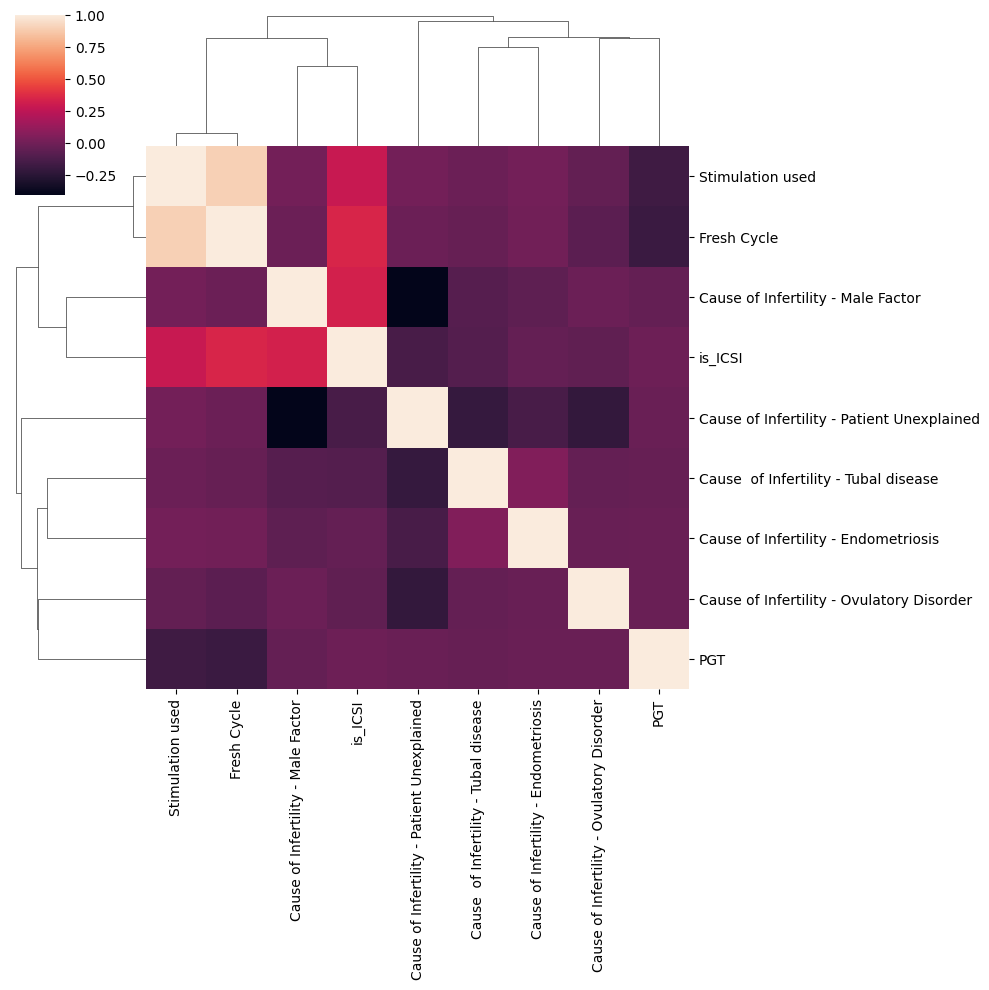 1.00
0.75
0.50
0.25
0.00
−0.25
Stimulation used
Fresh Cycle
Cause of Infertility - Male Factor
is_ICSI
Cause of Infertility - Patient Unexplained
Cause  of Infertility - Tubal disease
Cause of Infertility - Endometriosis
Cause of Infertility - Ovulatory Disorder
PGT
Stimulation used
Fresh Cycle
Cause of Infertility - Male Factor
is_ICSI
Cause of Infertility - Patient Unexplained
Cause  of Infertility - Tubal disease
Cause of Infertility - Endometriosis
Cause of Infertility - Ovulatory Disorder
PGT